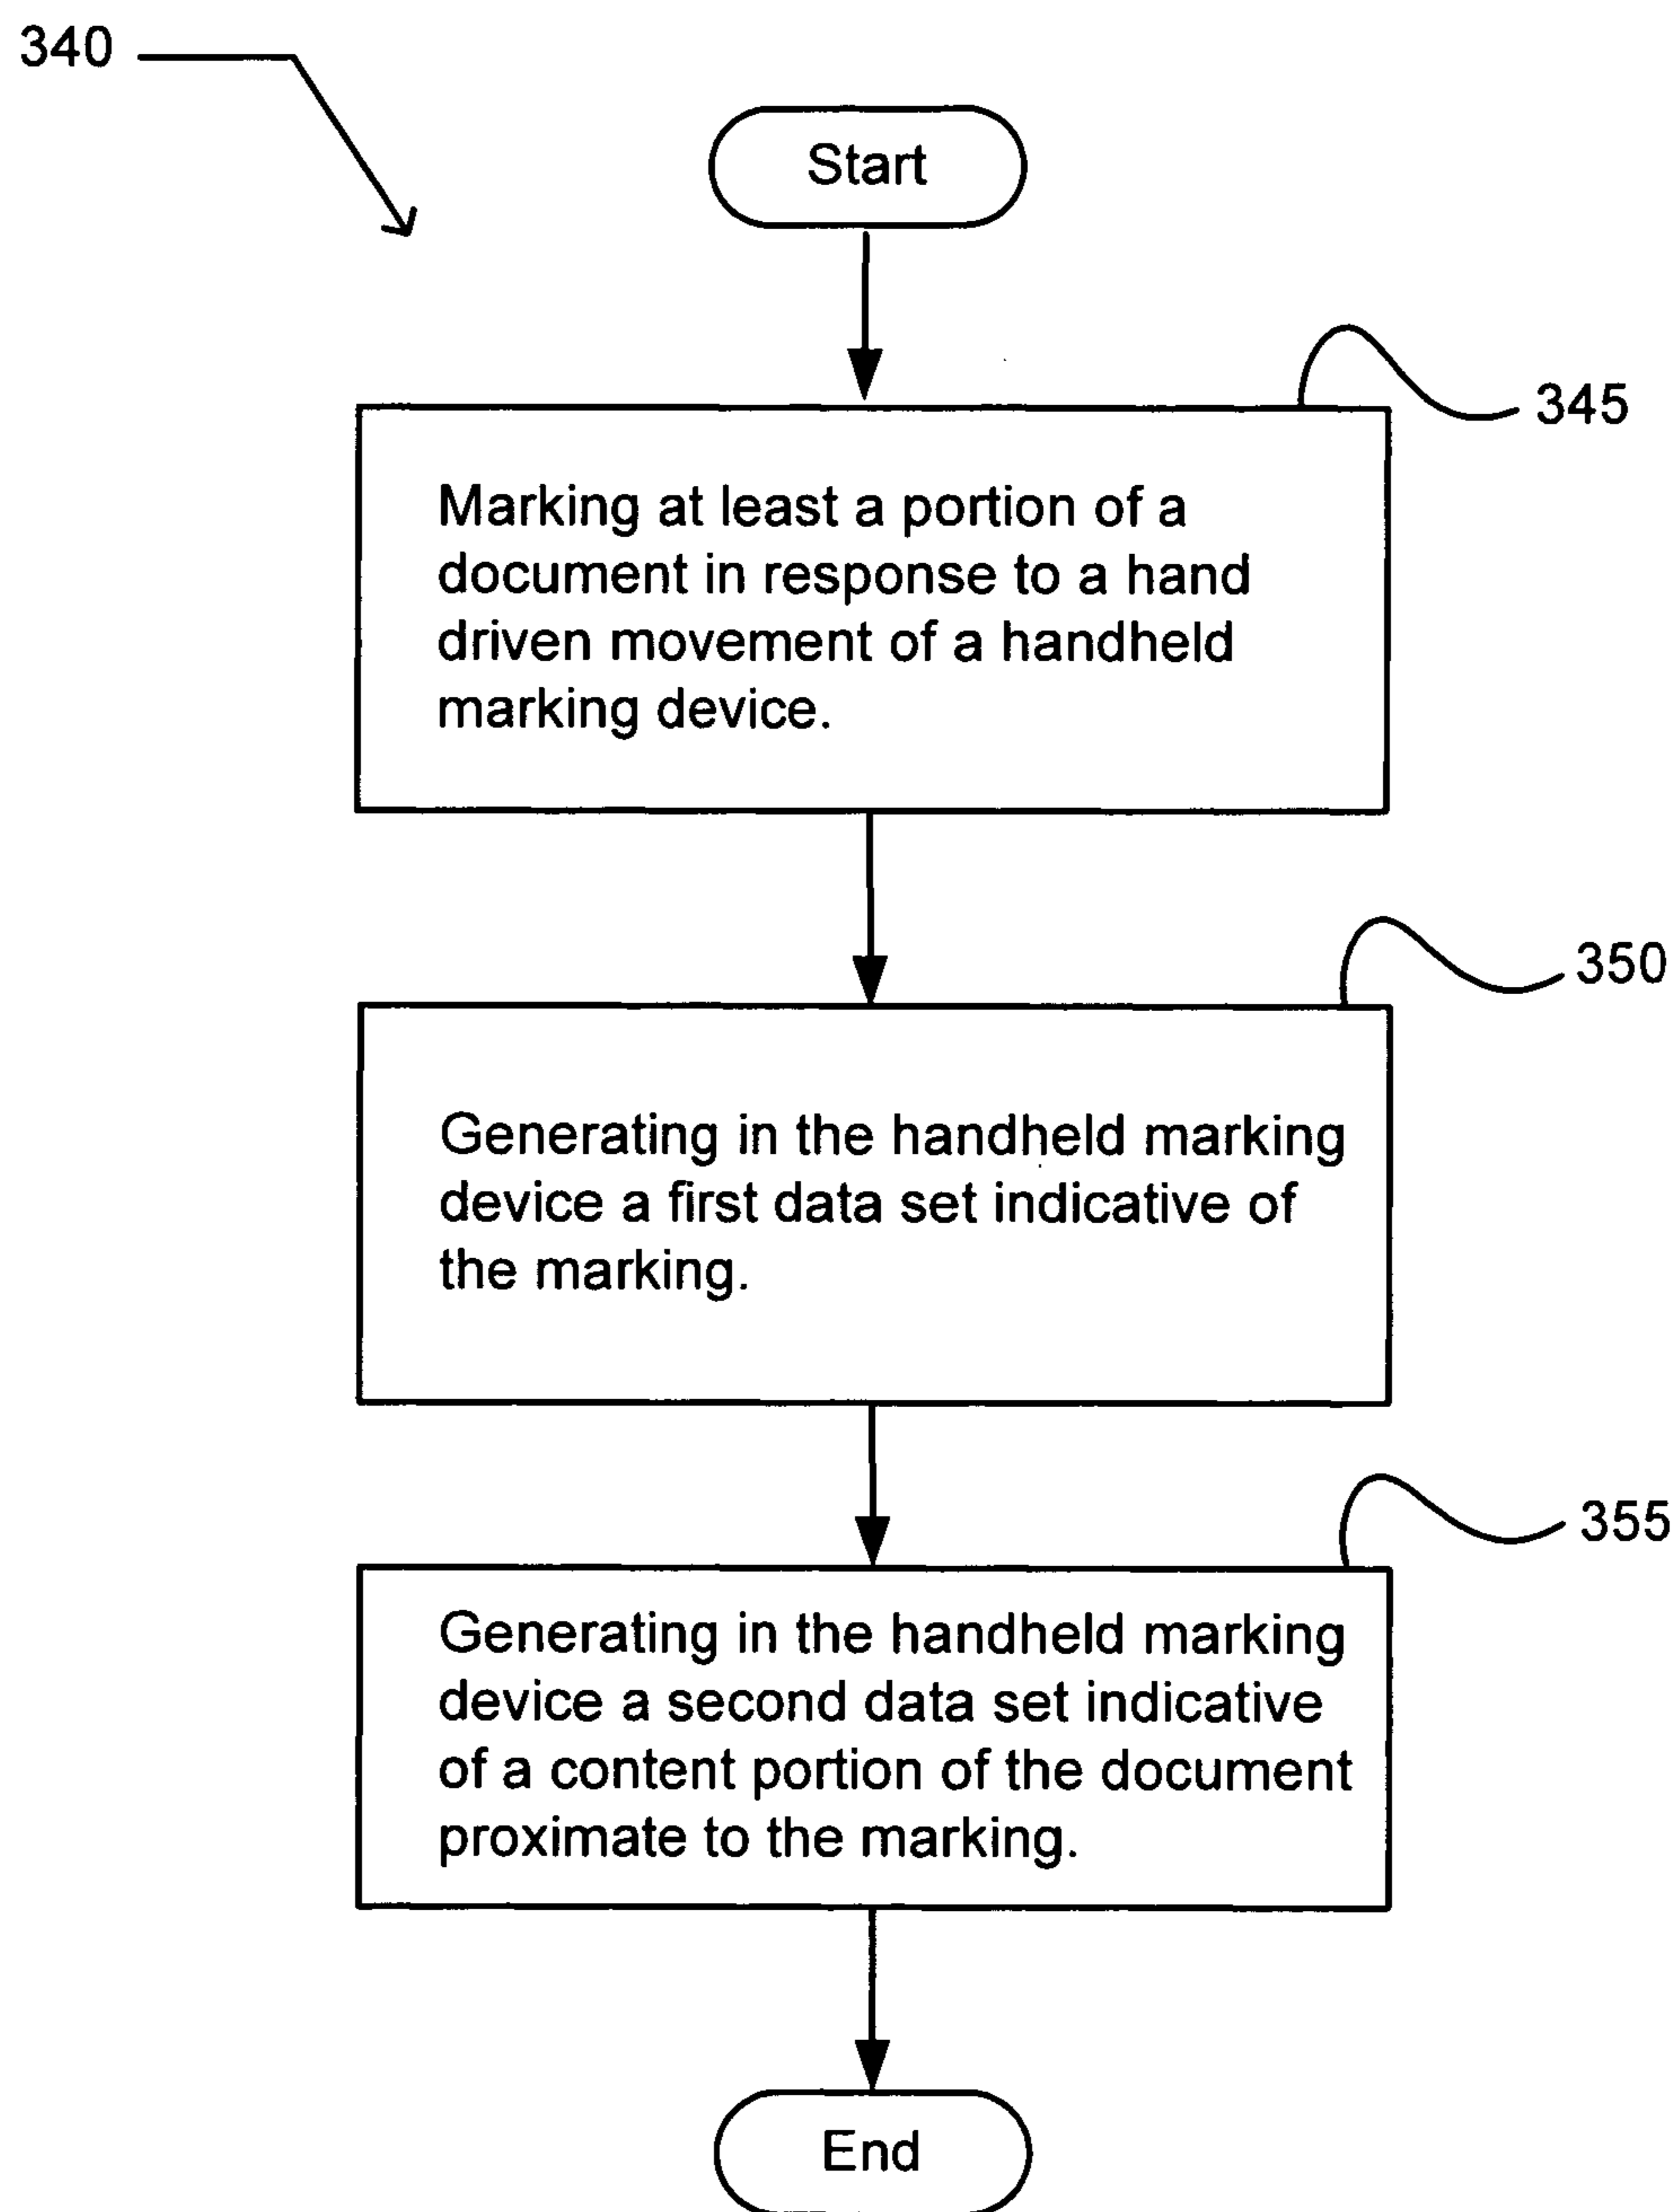 340
Start
345
Marking at least a portion of a
document in response to a hand
driven movement of a handheld
marking device.
350
Generating in the handheld marking
device a first data set indicative of
the marking.
355
Generating in the handheld marking
device a second data set indicative
of a content portion of the document
proximate to the marking.
End